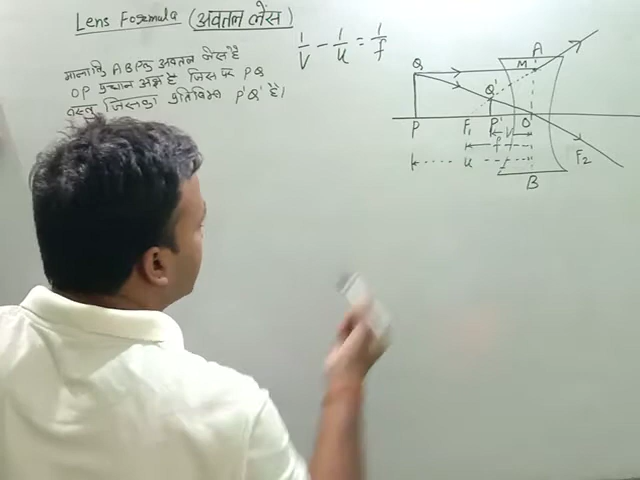 Lens Formula (अवतल लेंस)
1/v - 1/u = 1/f
माना कि AB एक अवतल लेंस है
OP प्रधान अक्ष है जिस पर PQ
वस्तु जिसका प्रतिबिम्ब P'Q' है।
A
Q M
Q'
P F₁ P' O
v
f F₂
u
B